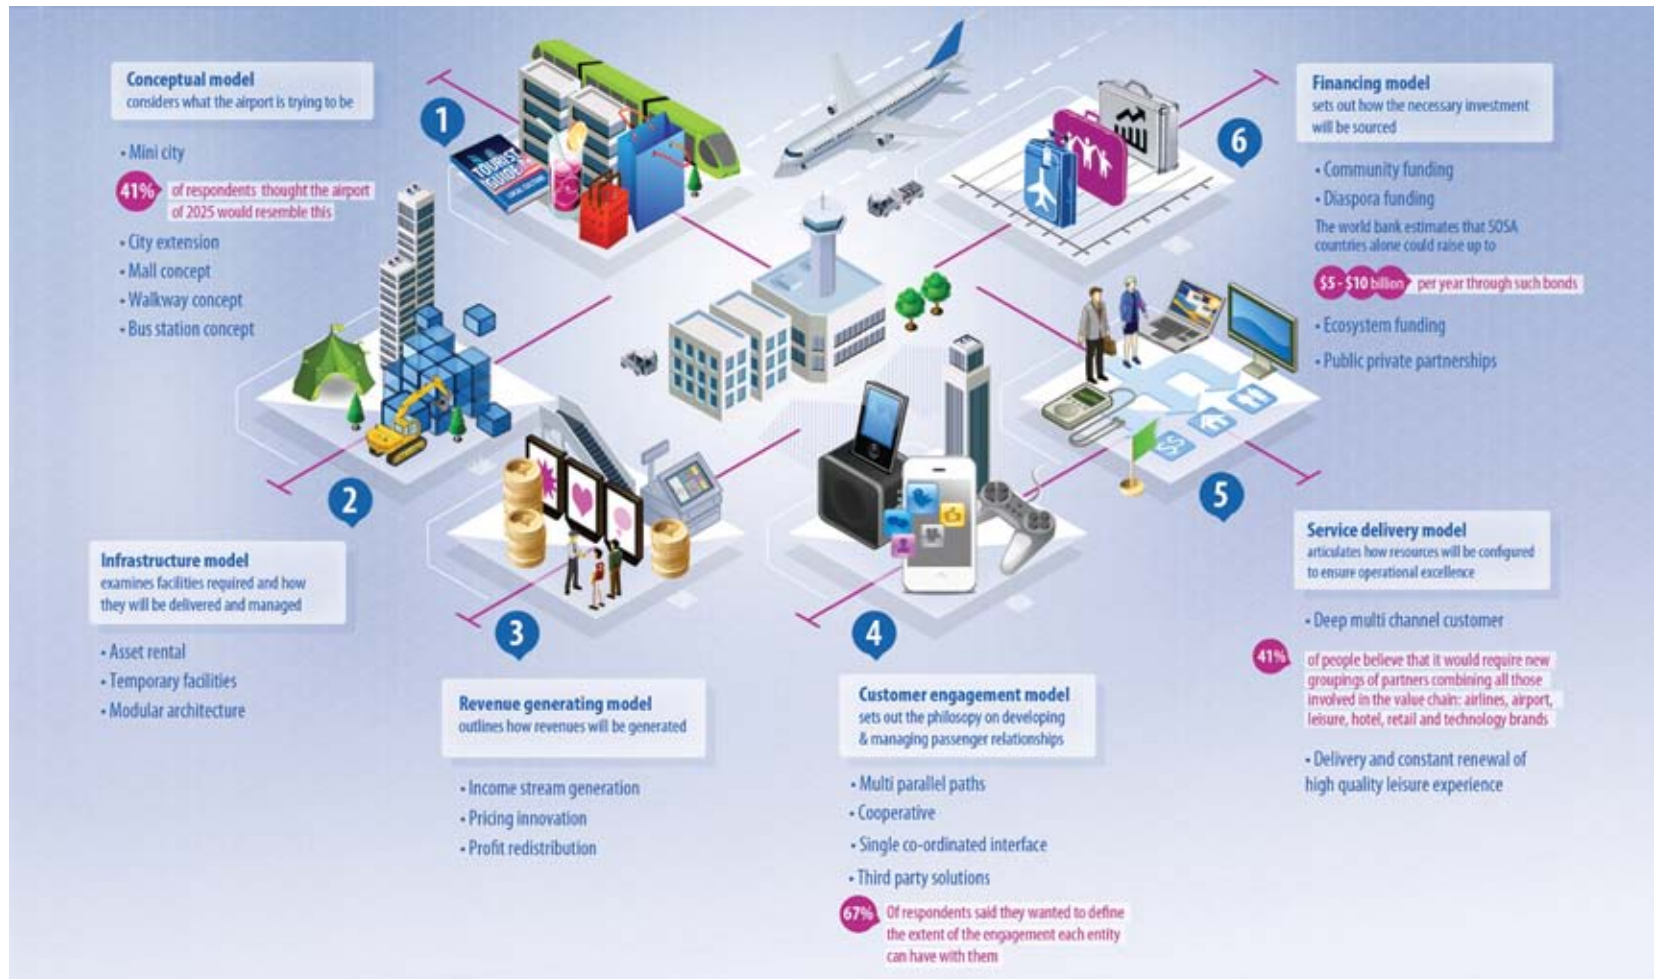 Conceptual model
considers what the airport is trying to be
• Mini city
41% of respondents thought the airport
of 2025 would resemble this
• City extension
• Mall concept
• Walkway concept
• Bus station concept
1
TOURIST
GUIDE
2
Infrastructure model
examines facilities required and how
they will be delivered and managed
• Asset rental
• Temporary facilities
• Modular architecture
3
Revenue generating model
outlines how revenues will be generated
• Income stream generation
• Pricing innovation
• Profit redistribution
4
Customer engagement model
sets out the philosopy on developing
& managing passenger relationships
• Multi parallel paths
• Cooperative
• Single co-ordinated interface
• Third party solutions
67% Of respondents said they wanted to define
the extent of the engagement each entity
can have with them
5
$$
Service delivery model
articulates how resources will be configured
to ensure operational excellence
• Deep multi channel customer
41% of people believe that it would require new
groupings of partners combining all those
involved in the value chain: airlines, airport,
leisure, hotel, retail and technology brands
• Delivery and constant renewal of
high quality leisure experience
6
Financing model
sets out how the necessary investment
will be sourced
• Community funding
• Diaspora funding
The world bank estimates that SOSA
countries alone could raise up to
$5 - $10 billion per year through such bonds
• Ecosystem funding
• Public private partnerships